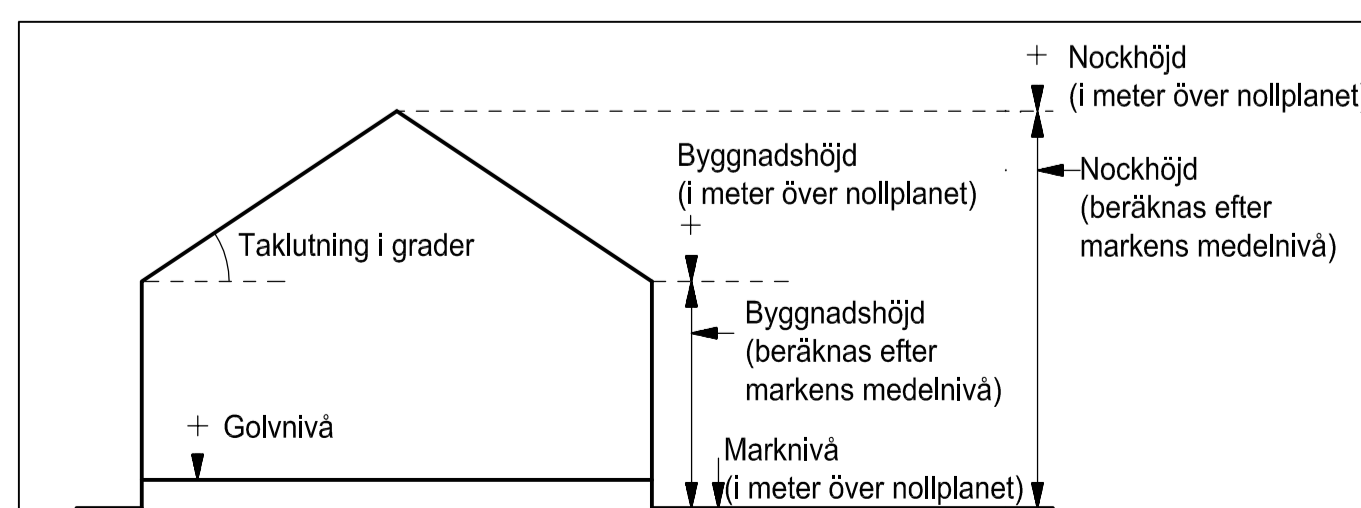 + Nockhöjd
(i meter över nollplanet)
Byggnadshöjd
(i meter över nollplanet)
+
Nockhöjd
(beräknas efter
markens medelnivå)
Taklutning i grader
Byggnadshöjd
(beräknas efter
markens medelnivå)
+ Golvnivå
Marknivå
(i meter över nollplanet)